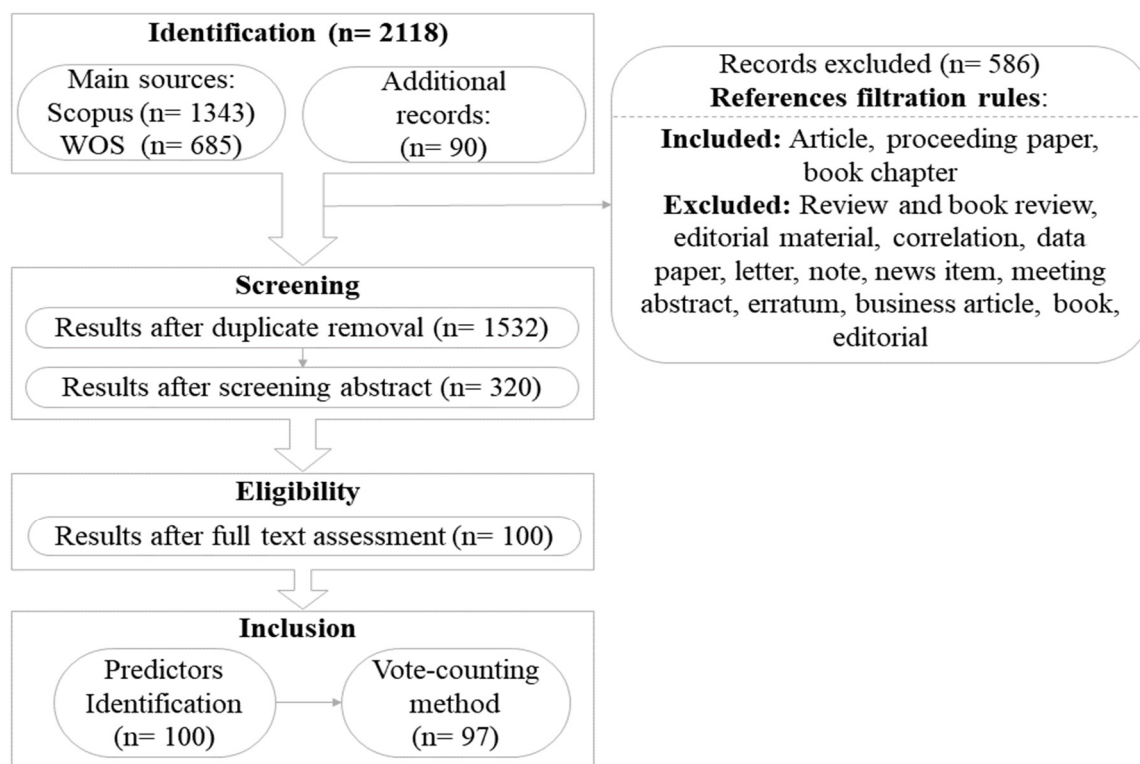 Identification (n= 2118)
Main sources:
Scopus (n= 1343)
WOS (n= 685)
Additional
records:
(n= 90)
Records excluded (n= 586)
References filtration rules:
Included: Article, proceeding paper,
book chapter
Excluded: Review and book review,
editorial material, correlation, data
paper, letter, note, news item, meeting
abstract, erratum, business article, book,
editorial
Screening
Results after duplicate removal (n= 1532)
Results after screening abstract (n= 320)
Eligibility
Results after full text assessment (n= 100)
Inclusion
Predictors
Identification
(n= 100)
Vote-counting
method
(n= 97)